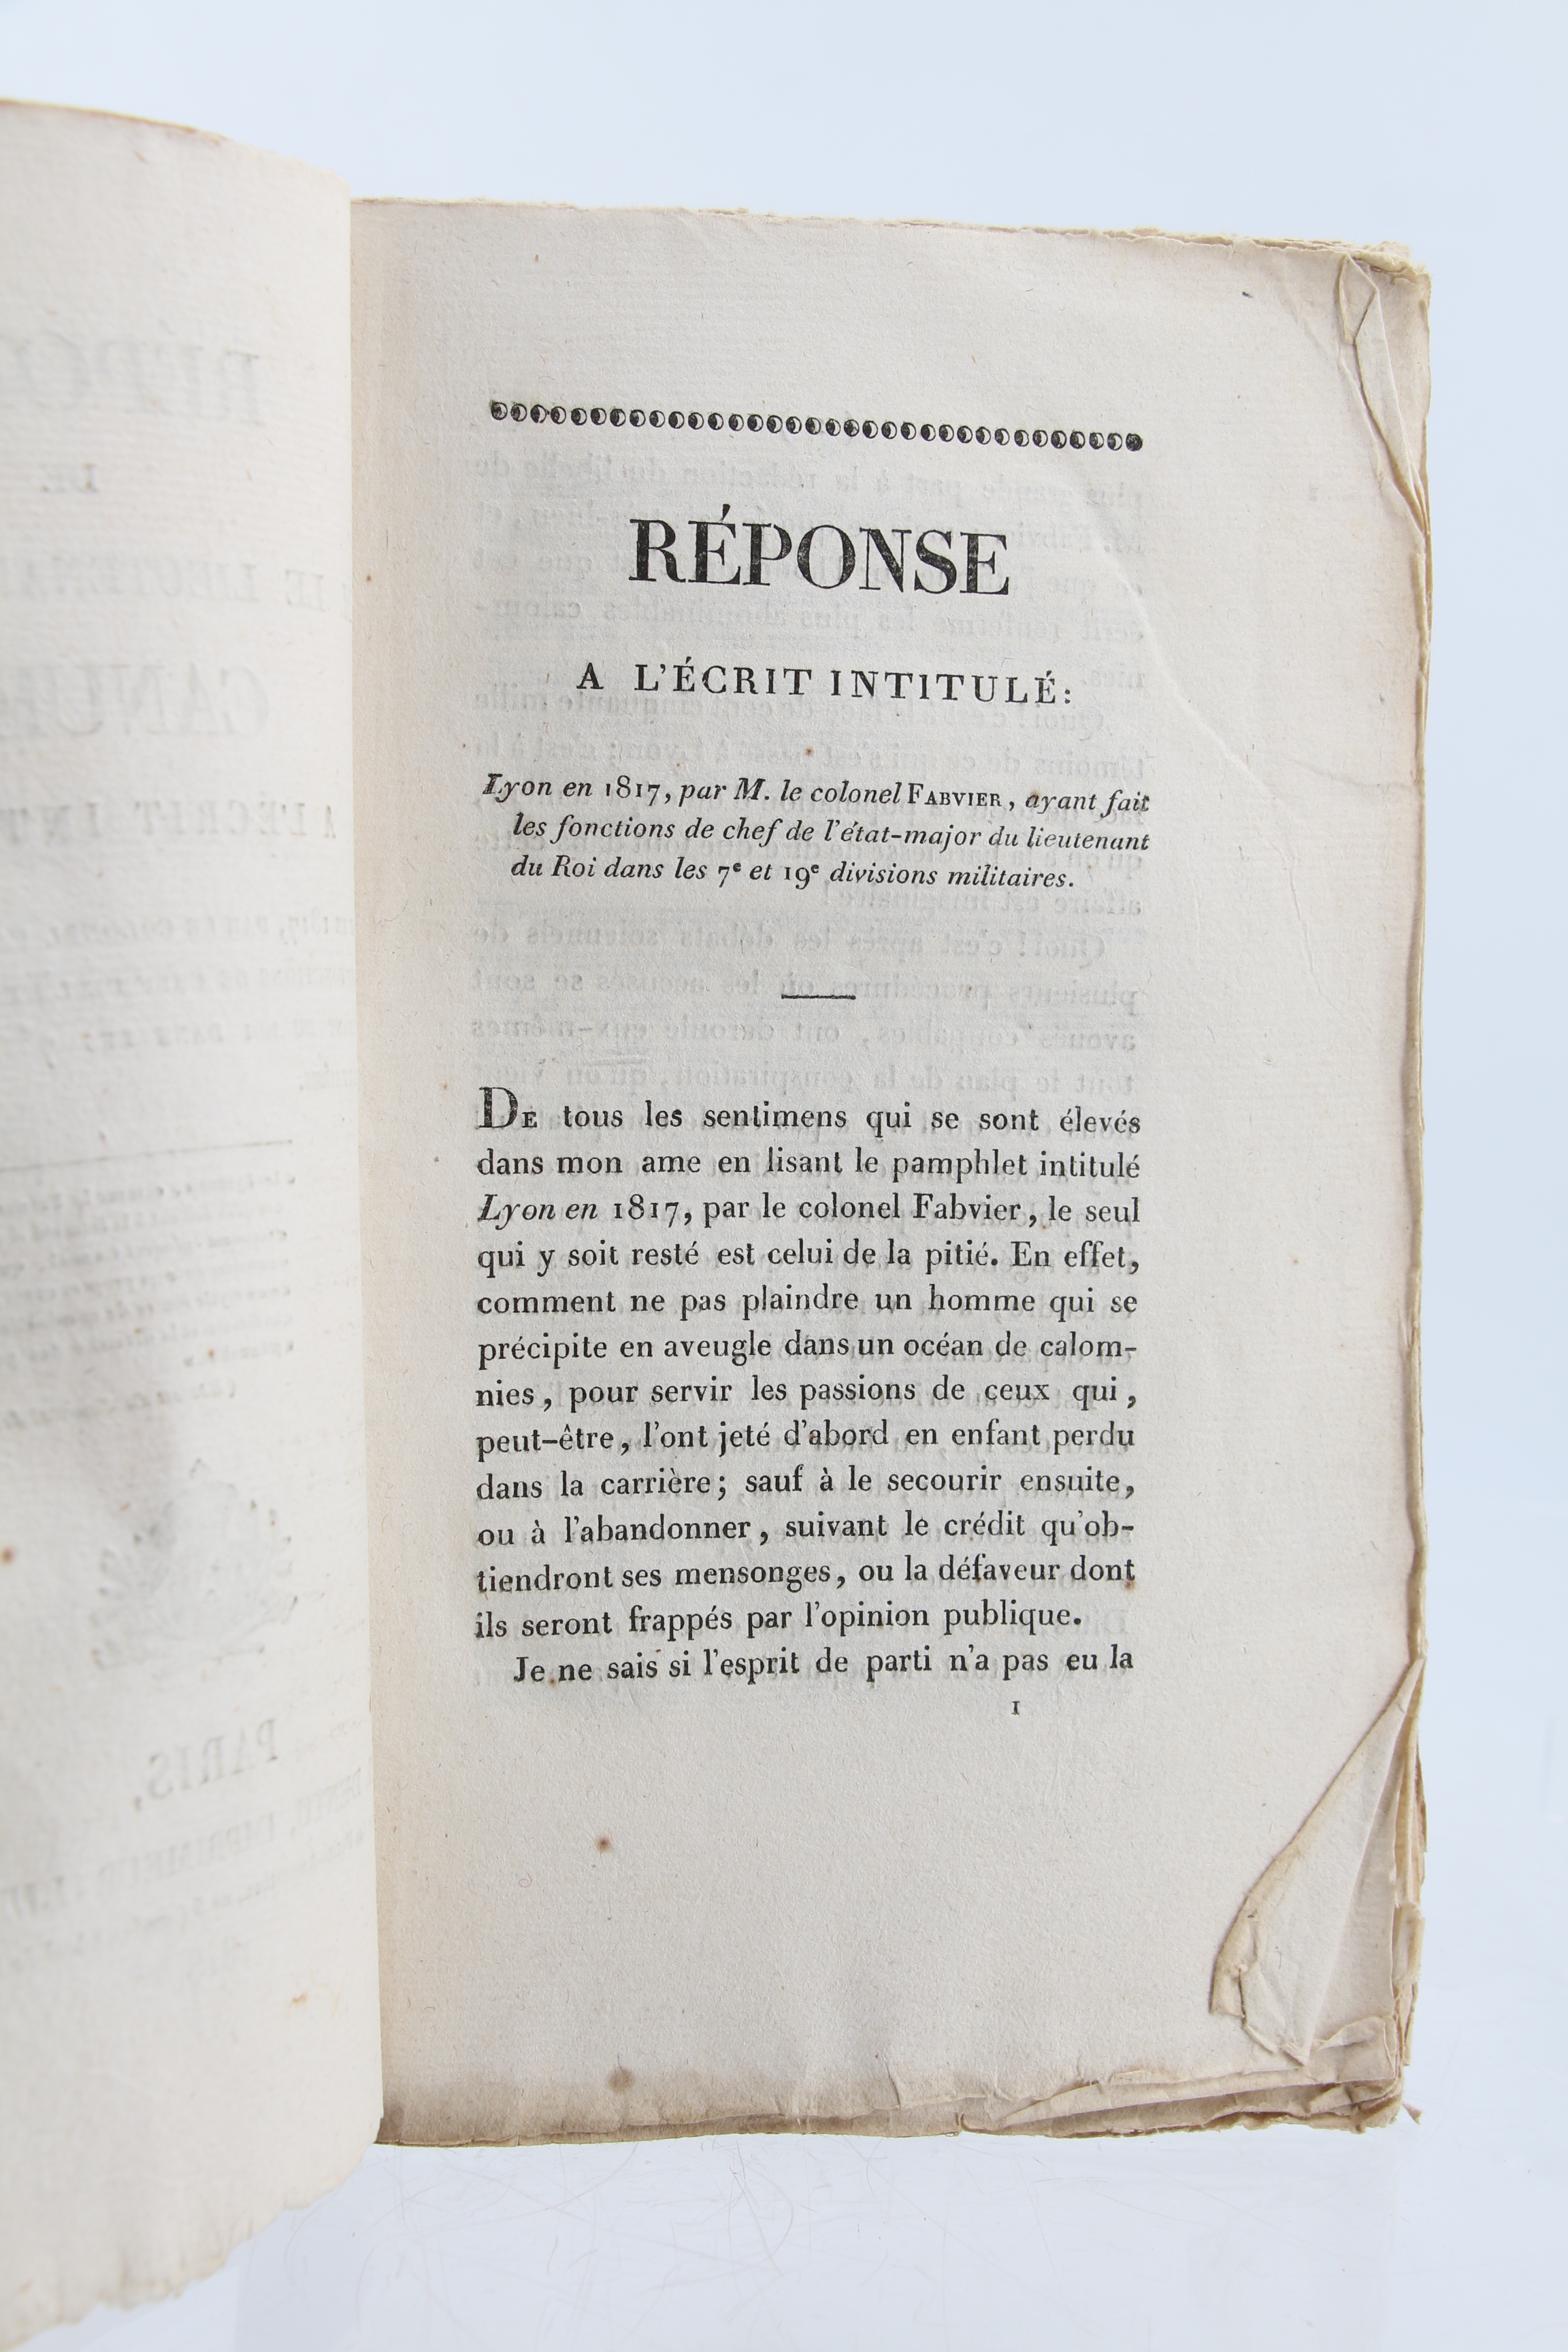 RÉPONSE
A L'ÉCRIT INTITULÉ:
Lyon en 1817, par M. le colonel FABVIER, ayant fait
les fonctions de chef de l'état-major du lieutenant
du Roi dans les 7e et 19e divisions militaires.
DE tous les sentimens qui se sont élevés
dans mon ame en lisant le pamphlet intitulé
Lyon en 1817, par le colonel Fabvier, le seul
qui y soit resté est celui de la pitié. En effet,
comment ne pas plaindre un homme qui se
précipite en aveugle dans un océan de calom-
nies, pour servir les passions de ceux qui,
peut-être, l'ont jeté d'abord en enfant perdu
dans la carrière; sauf à le secourir ensuite,
ou à l'abandonner, suivant le crédit qu'ob-
tiendront ses mensonges, ou la défaveur dont
ils seront frappés par l'opinion publique.
Je ne sais si l'esprit de parti n'a pas eu la
1